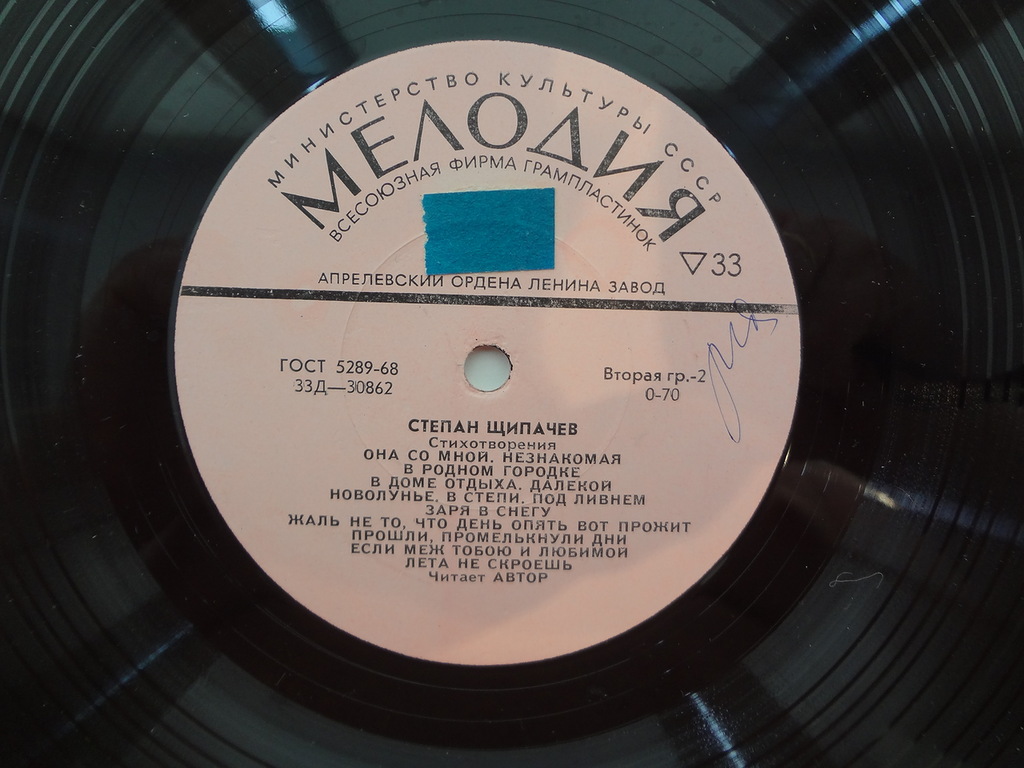 МИНИСТЕРСТВО КУЛЬТУРЫ СССР
МЕЛОДИЯ
ВСЕСОЮЗНАЯ ФИРМА ГРАМПЛАСТИНОК
▽33
АПРЕЛЕВСКИЙ ОРДЕНА ЛЕНИНА ЗАВОД
ГОСТ 5289-68
33Д—30862
Вторая гр.-2
0-70
СТЕПАН ЩИПАЧЕВ
Стихотворения
ОНА СО МНОЙ. НЕЗНАКОМАЯ
В РОДНОМ ГОРОДКЕ
В ДОМЕ ОТДЫХА. ДАЛЕКОЙ
НОВОЛУНЬЕ. В СТЕПИ. ПОД ЛИВНЕМ
ЗАРЯ В СНЕГУ
ЖАЛЬ НЕ ТО, ЧТО ДЕНЬ ОПЯТЬ ВОТ ПРОЖИТ
ПРОШЛИ, ПРОМЕЛЬКНУЛИ ДНИ
ЕСЛИ МЕЖ ТОБОЮ И ЛЮБИМОЙ
ЛЕТА НЕ СКРОЕШЬ
Читает АВТОР